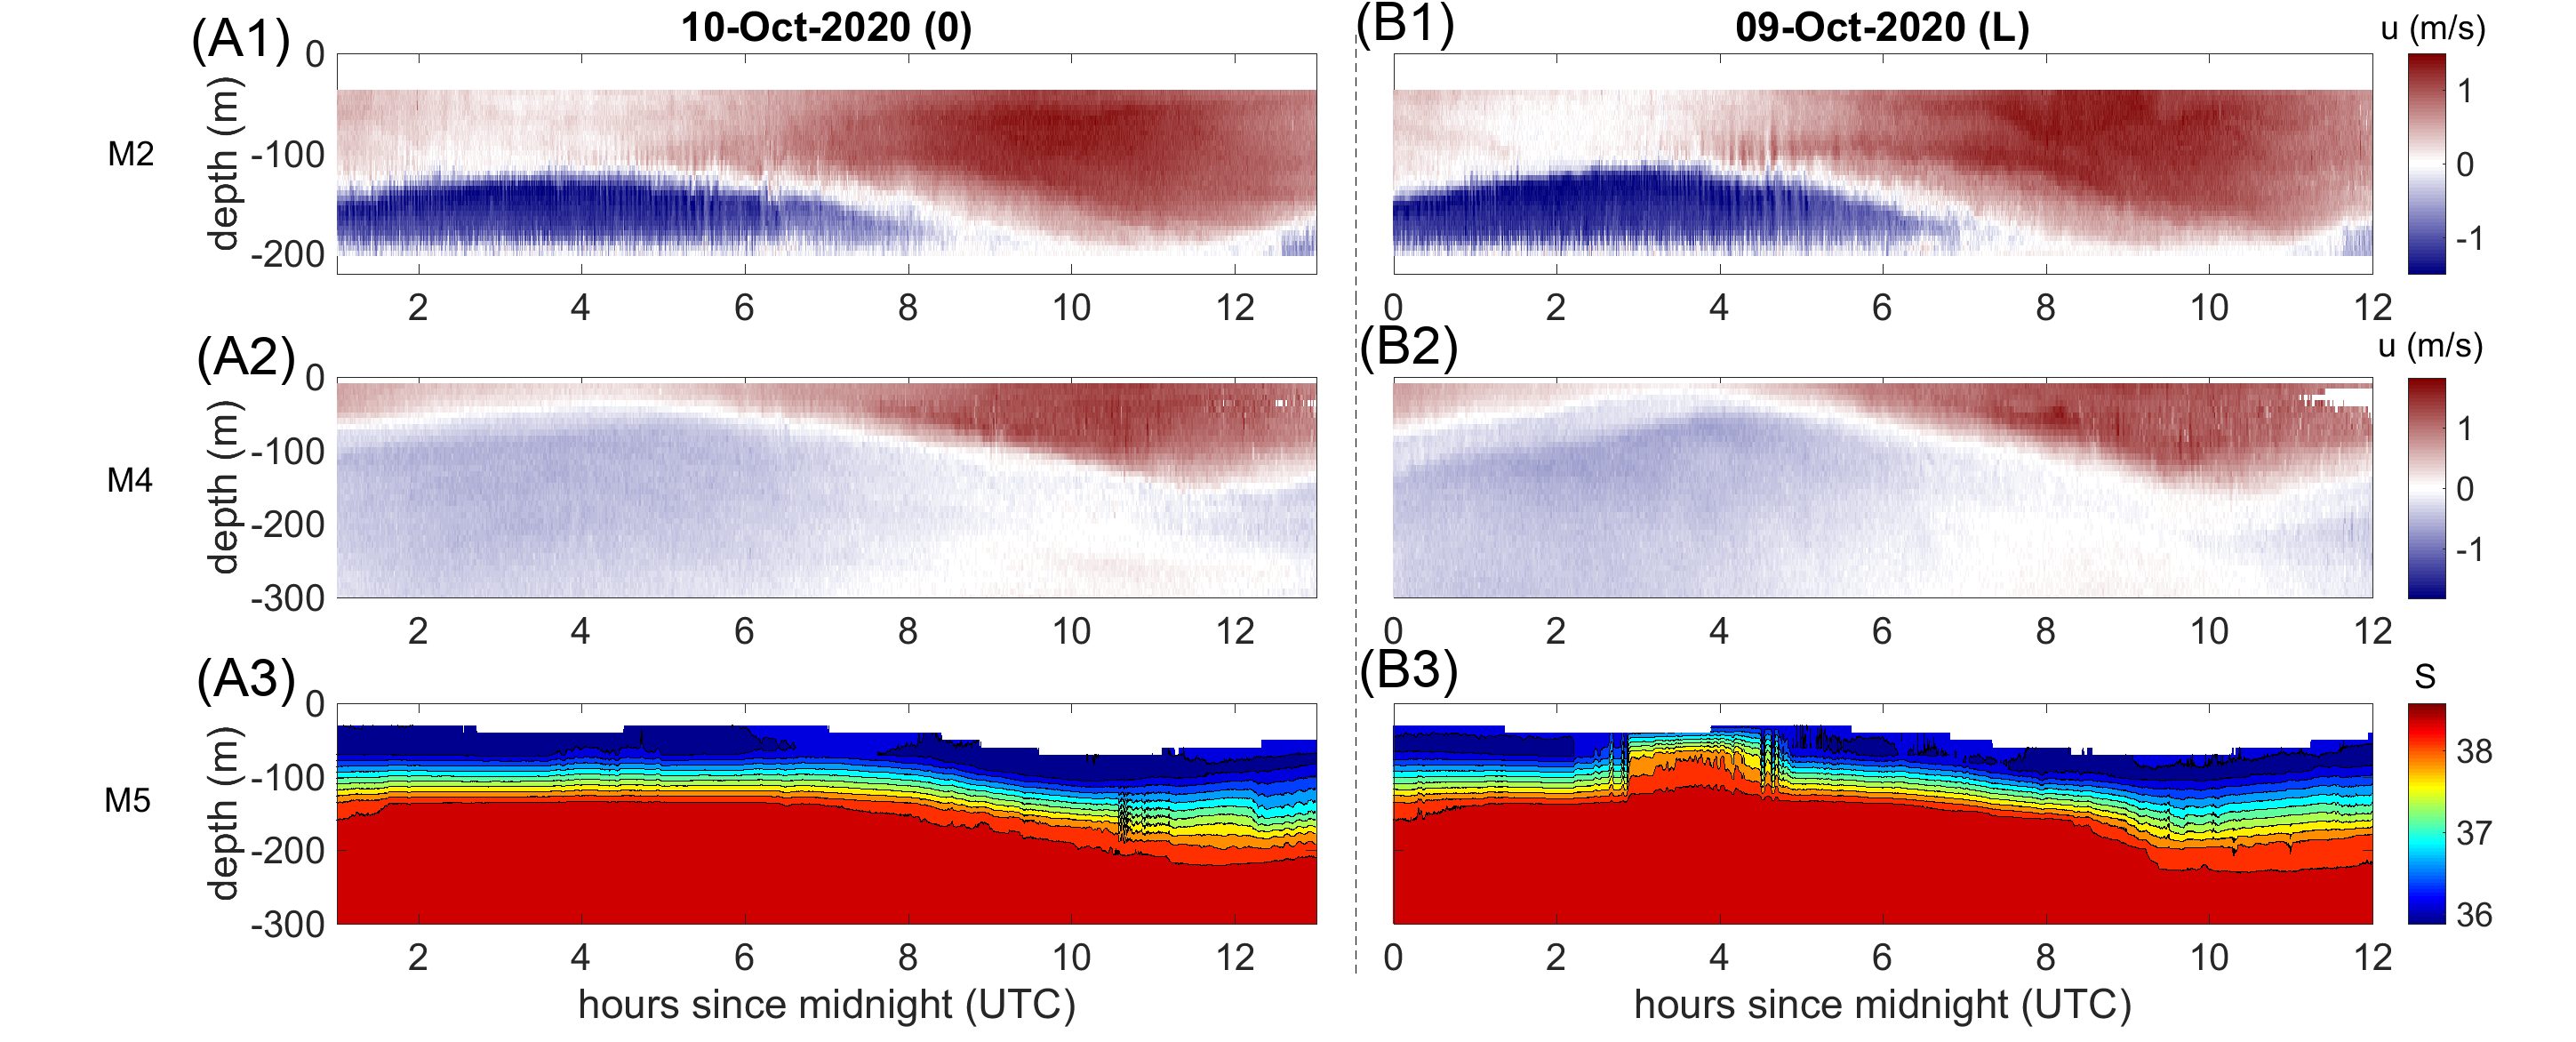 (A1) 10-Oct-2020 (0) (B1) 09-Oct-2020 (L) u (m/s)
M2
depth (m)
0
-100
-200
2 4 6 8 10 12
0 2 4 6 8 10 12
1
0
-1
(A2) (B2) u (m/s)
M4
depth (m)
0
-100
-200
-300
2 4 6 8 10 12
0 2 4 6 8 10 12
1
0
-1
(A3) (B3) S
M5
depth (m)
0
-100
-200
-300
2 4 6 8 10 12
0 2 4 6 8 10 12
38
37
36
hours since midnight (UTC) hours since midnight (UTC)